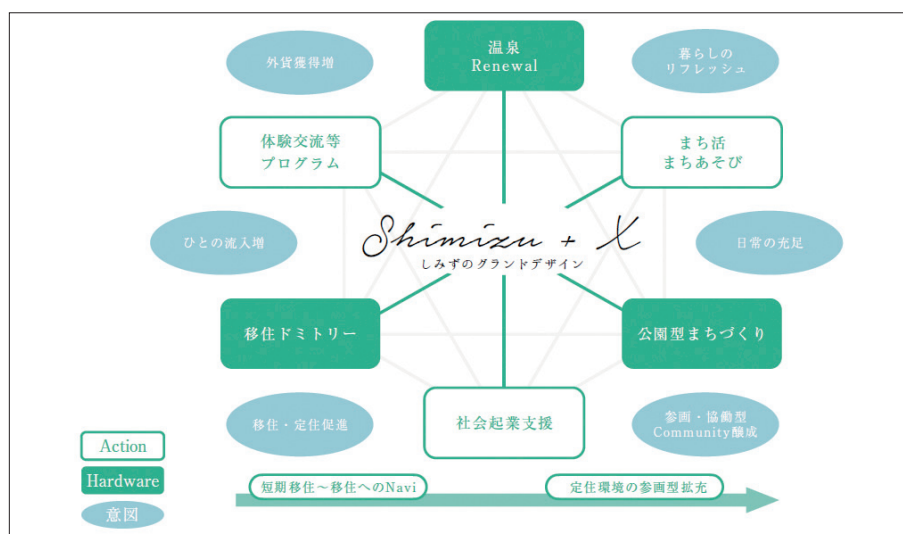 温泉
Renewal
外貨獲得増
暮らしの
リフレッシュ
体験交流等
プログラム
まち活
まちあそび
ひとの流入増
Shimizu + X
しみずのグランドデザイン
日常の充足
移住ドミトリー
公園型まちづくり
移住・定住促進
社会起業支援
参画・協働型
Community醸成
Action
Hardware
意図
短期移住～移住へのNavi
定住環境の参画型拡充